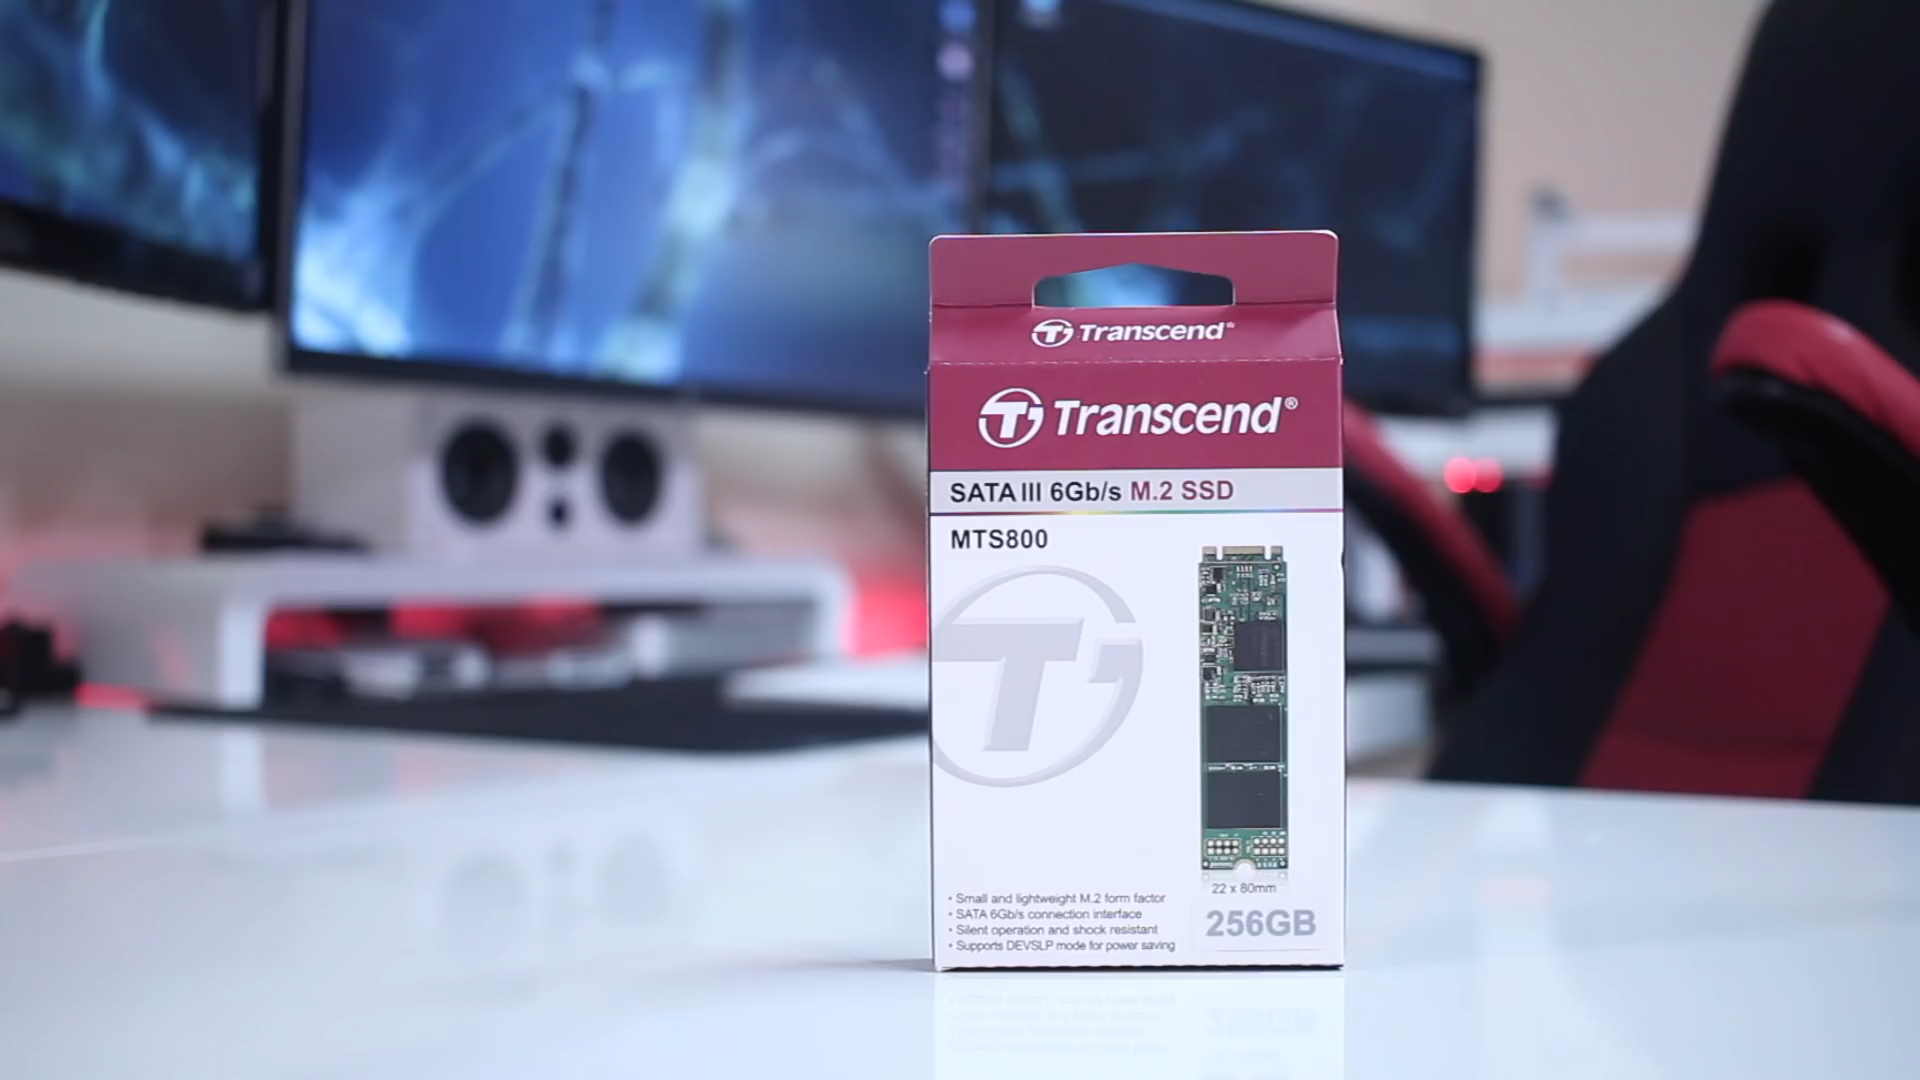 Transcend®
Transcend®
SATA III 6Gb/s M.2 SSD
MTS800
22 x 80mm
256GB
• Small and lightweight M.2 form factor
• SATA 6Gb/s connection interface
• Silent operation and shock resistant
• Supports DEVSLP mode for power saving